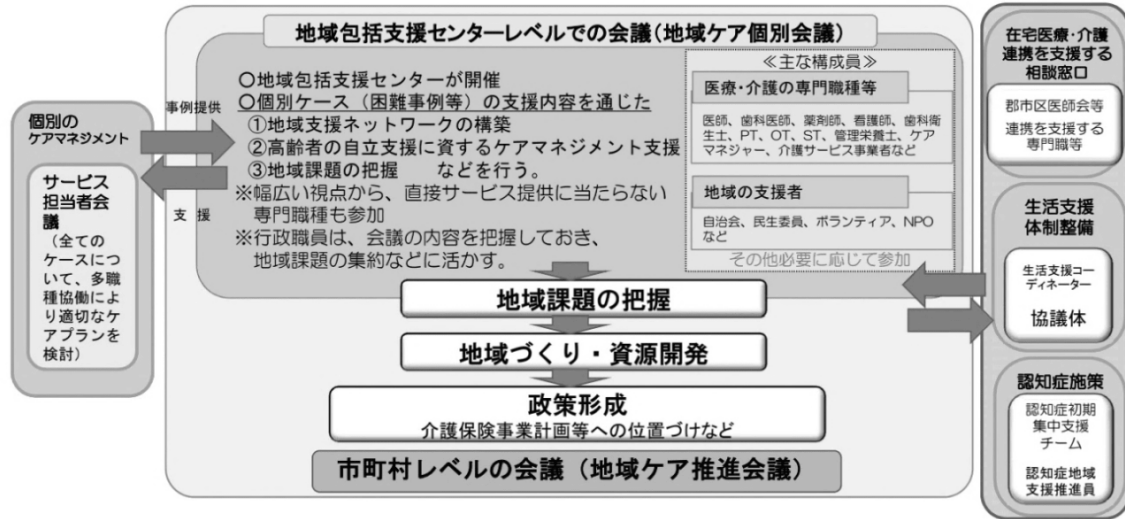 地域包括支援センターレベルでの会議(地域ケア個別会議)
個別の
ケアマネジメント
サービス
担当者会
議
(全ての
ケースにつ
いて、多職
種協働によ
り適切なケ
アプランを
検討)
事例提供
支 援
○地域包括支援センターが開催
○個別ケース(困難事例等)の支援内容を通じた
①地域支援ネットワークの構築
②高齢者の自立支援に資するケアマネジメント支援
③地域課題の把握 などを行う。
※幅広い視点から、直接サービス提供に当たらない
専門職種も参加
※行政職員は、会議の内容を把握しておき、
地域課題の集約などに活かす。
≪主な構成員≫
医療・介護の専門職種等
医師、歯科医師、薬剤師、看護師、歯科衛
生士、PT、OT、ST、管理栄養士、ケア
マネジャー、介護サービス事業者など
地域の支援者
自治会、民生委員、ボランティア、NPO
など
その他必要に応じて参加
地域課題の把握
地域づくり・資源開発
政策形成
介護保険事業計画等への位置づけなど
市町村レベルの会議(地域ケア推進会議)
在宅医療・介護
連携を支援する
相談窓口
郡市区医師会等
連携を支援する
専門職等
生活支援
体制整備
生活支援コー
ディネーター
協議体
認知症施策
認知症初期
集中支援
チーム
認知症地域
支援推進員